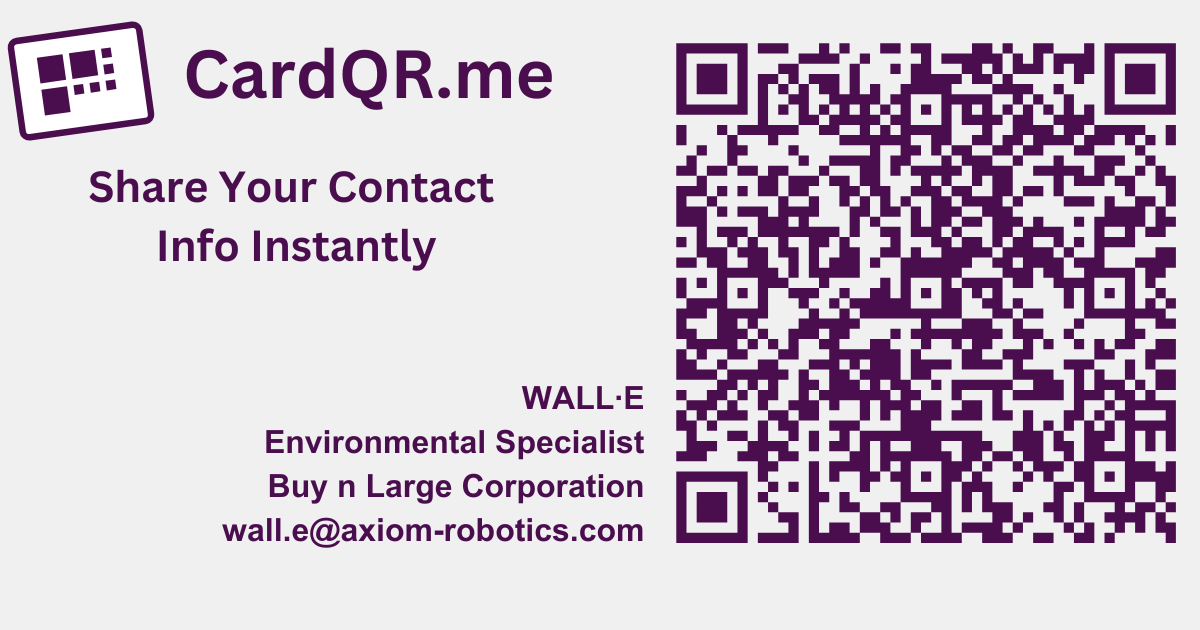 CardQR.me
Share Your Contact
Info Instantly
WALL·E
Environmental Specialist
Buy n Large Corporation
wall.e@axiom-robotics.com